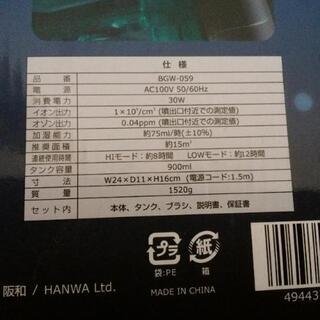 仕 様
品 番 BGW-059
電 源 AC100V 50/60Hz
消費電力 30W
イオン出力 1×10⁶/cm³ (噴出口付近での測定値)
オゾン出力 0.04ppm (噴出口付近での測定値)
加湿能力 約75ml/時(±10%)
推奨面積 約15m²
連続使用時間 HIモード：約8時間 LOWモード：約12時間
タンク容量 900ml
寸 法 W24×D11×H16cm (電源コード:1.5m)
質 量 1520g
セット内容 本体、タンク、ブラシ、説明書、保証書
プラ 紙
袋:PE 箱
阪和 / HANWA Ltd.
MADE IN CHINA
49443